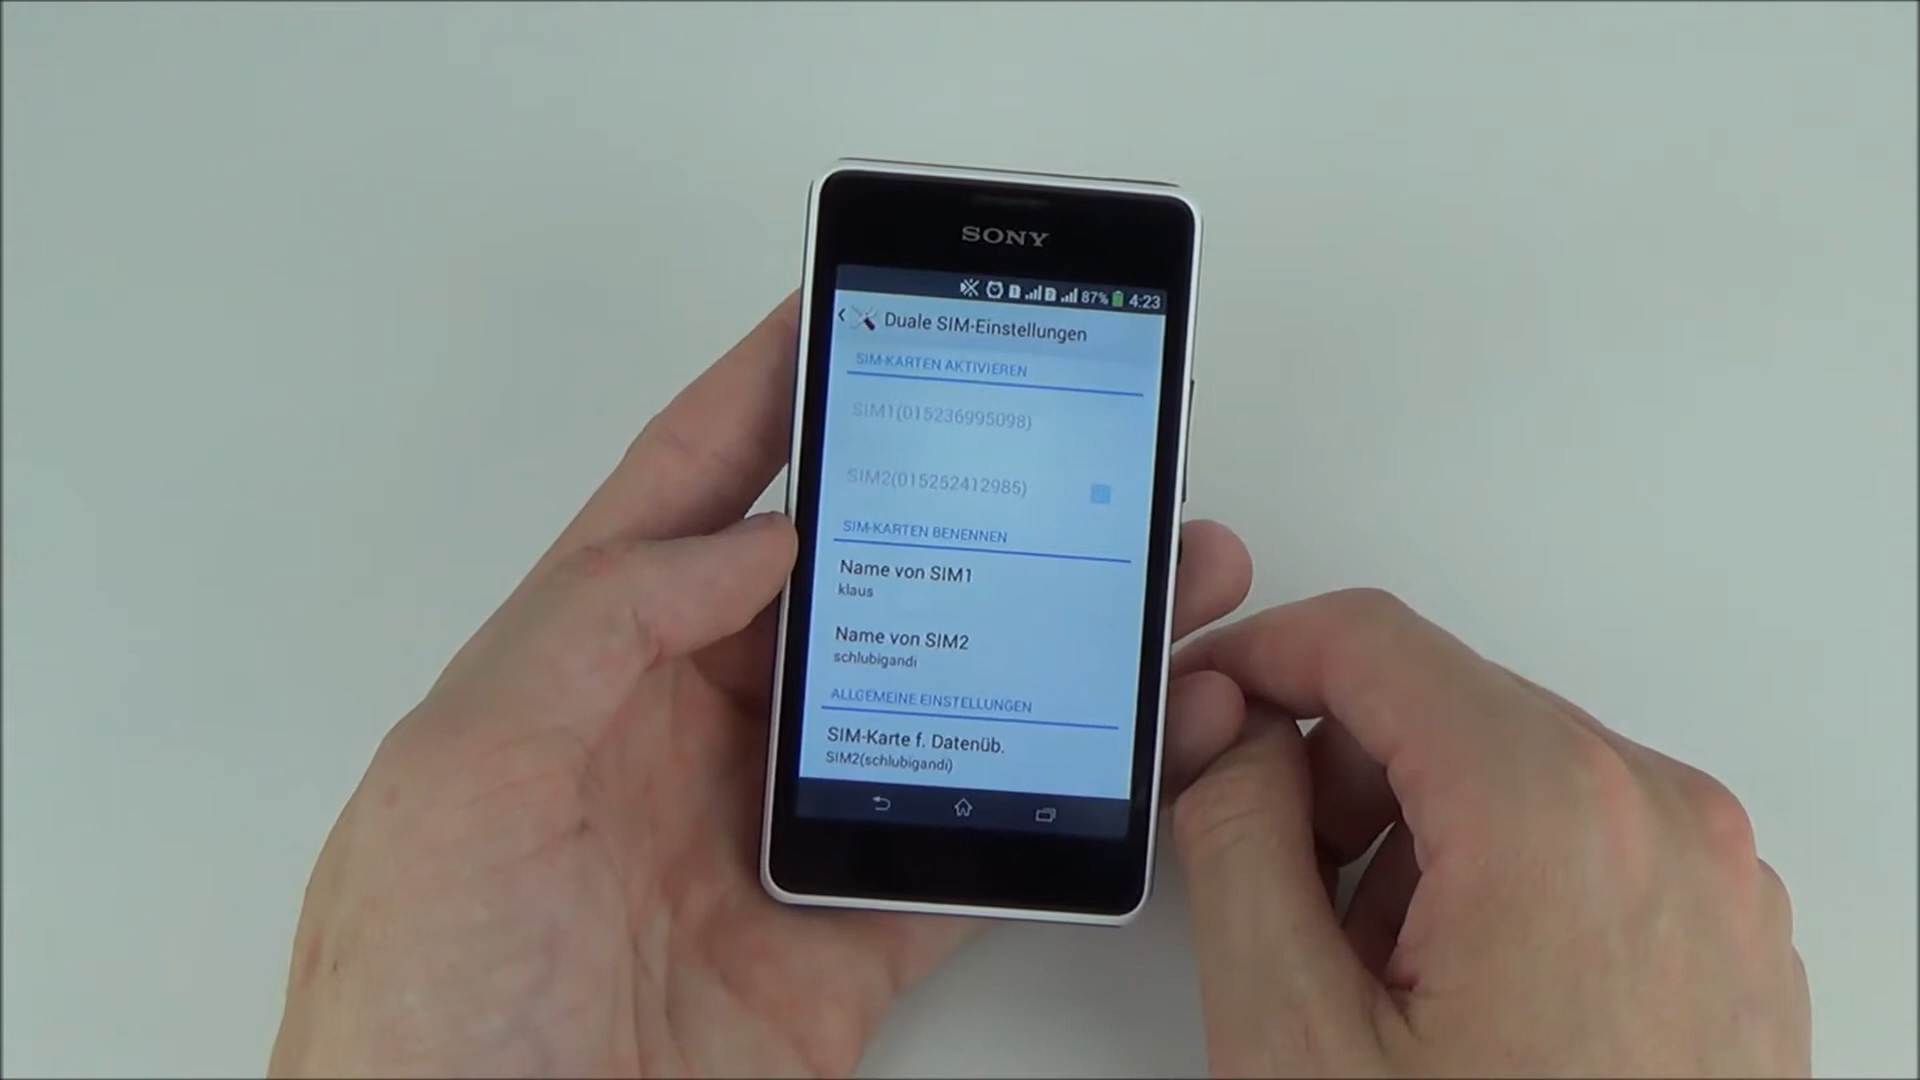 SONY
87% 4:23
Duale SIM-Einstellungen
SIM-KARTEN AKTIVIEREN
SIM1(015236995098)
SIM2(015252412985)
SIM-KARTEN BENENNEN
Name von SIM1
klaus
Name von SIM2
schlubigandi
ALLGEMEINE EINSTELLUNGEN
SIM-Karte f. Datenüb.
SIM2(schlubigandi)